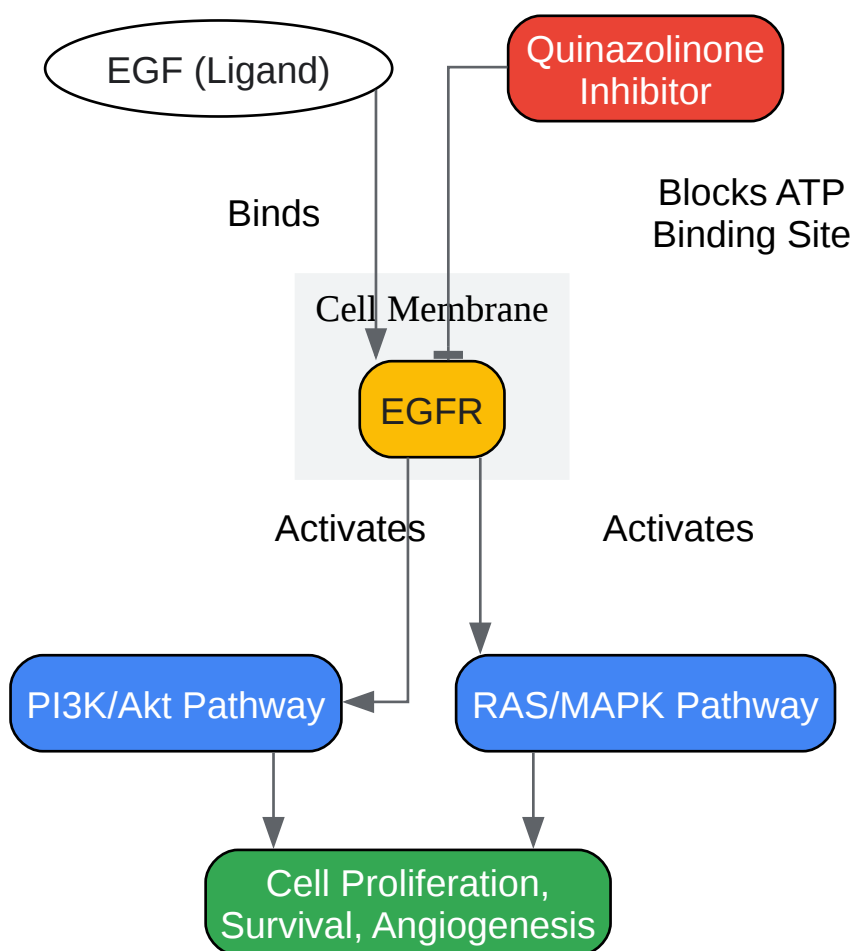 EGF (Ligand)
Quinazolinone
Inhibitor
Binds
Blocks ATP
Binding Site
Cell Membrane
EGFR
Activates
Activates
PI3K/Akt Pathway
RAS/MAPK Pathway
Cell Proliferation,
Survival, Angiogenesis